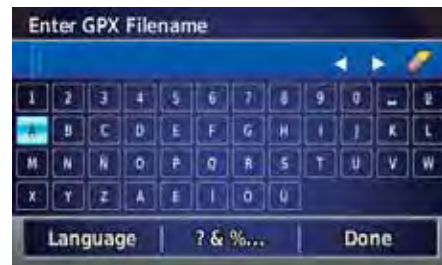 Enter GPX Filename
1 2 3 4 5 6 7 8 9 0 _
A B C D E F G H I J K L
M N Ñ O P Q R S T U V W
X Y Z
Language ? & %... Done